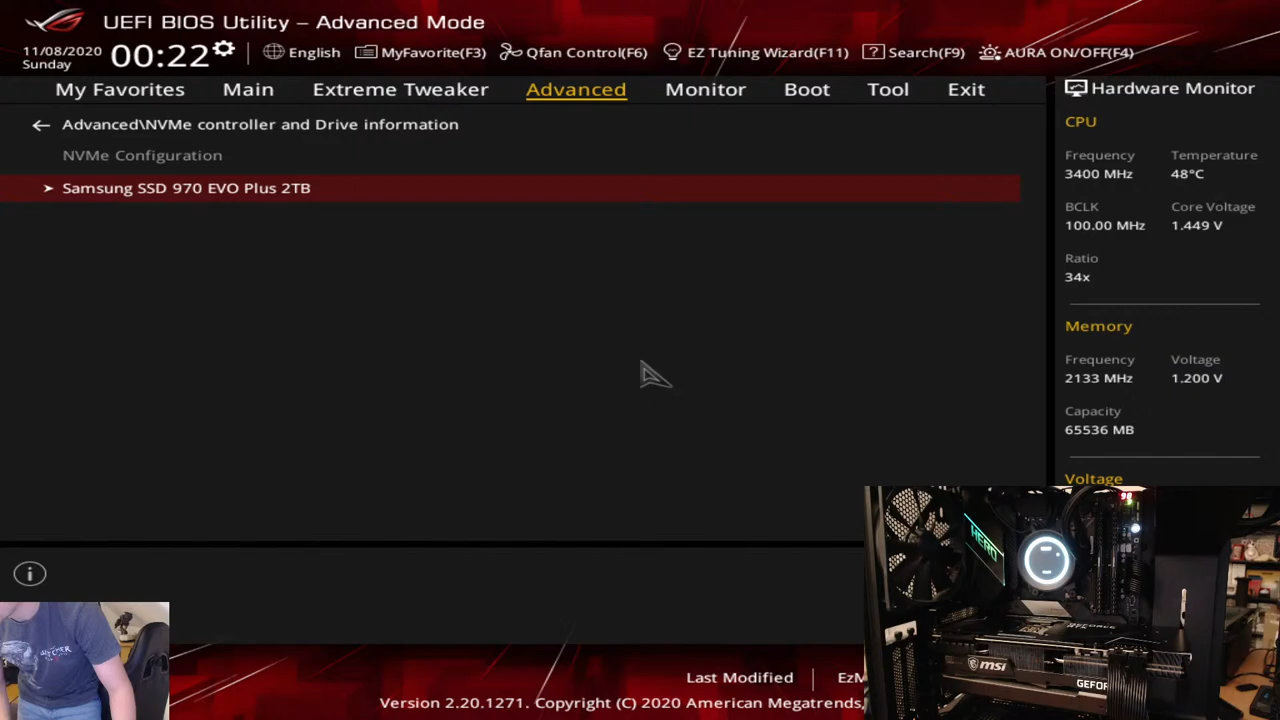 UEFI BIOS Utility – Advanced Mode
11/08/2020
Sunday
00:22
English
MyFavorite(F3)
Qfan Control(F6)
EZ Tuning Wizard(F11)
Search(F9)
AURA ON/OFF(F4)
My Favorites
Main
Extreme Tweaker
Advanced
Monitor
Boot
Tool
Exit
Hardware Monitor
Advanced\NVMe controller and Drive information
NVMe Configuration
Samsung SSD 970 EVO Plus 2TB
CPU
Frequency Temperature
3400 MHz 48°C
BCLK Core Voltage
100.00 MHz 1.449 V
Ratio
34x
Memory
Frequency Voltage
2133 MHz 1.200 V
Capacity
65536 MB
Voltage
98
HERO
msi
GEFOR
Last Modified
EzM
Version 2.20.1271. Copyright (C) 2020 American Megatrends,